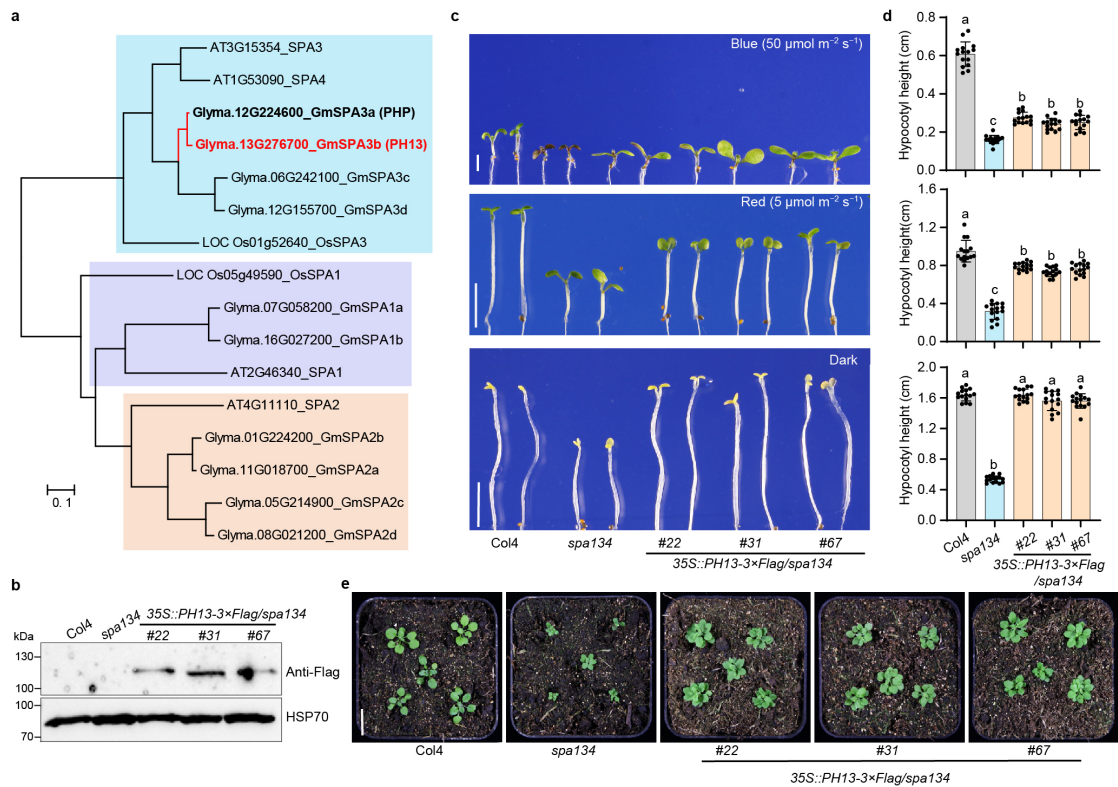 a
AT3G15354_SPA3
AT1G53090_SPA4
Glyma.12G224600_GmSPA3a (PHP)
Glyma.13G276700_GmSPA3b (PH13)
Glyma.06G242100_GmSPA3c
Glyma.12G155700_GmSPA3d
LOC Os01g52640_OsSPA3
LOC Os05g49590_OsSPA1
Glyma.07G058200_GmSPA1a
Glyma.16G027200_GmSPA1b
AT2G46340_SPA1
AT4G11110_SPA2
Glyma.01G224200_GmSPA2b
Glyma.11G018700_GmSPA2a
Glyma.05G214900_GmSPA2c
Glyma.08G021200_GmSPA2d
0. 1
b
35S::PH13-3×Flag/spa134
Col4 spa134 #22 #31 #67
kDa
130
100
Anti-Flag
100
70
HSP70
c
Blue (50 µmol m⁻² s⁻¹)
Red (5 µmol m⁻² s⁻¹)
Dark
Col4 spa134 #22 #31 #67
35S::PH13-3×Flag/spa134
d
Hypocotyl height (cm)
0.8
0.6
0.4
0.2
0.0
a c b b b
Hypocotyl height(cm)
1.6
1.2
0.8
0.4
0.0
a c b b b
Hypocotyl height (cm)
2.0
1.6
1.2
0.8
0.4
0.0
a b a a a
Col4 spa134 #22 #31 #67
35S::PH13-3×Flag
/spa134
e
Col4 spa134 #22 #31 #67
35S::PH13-3×Flag/spa134